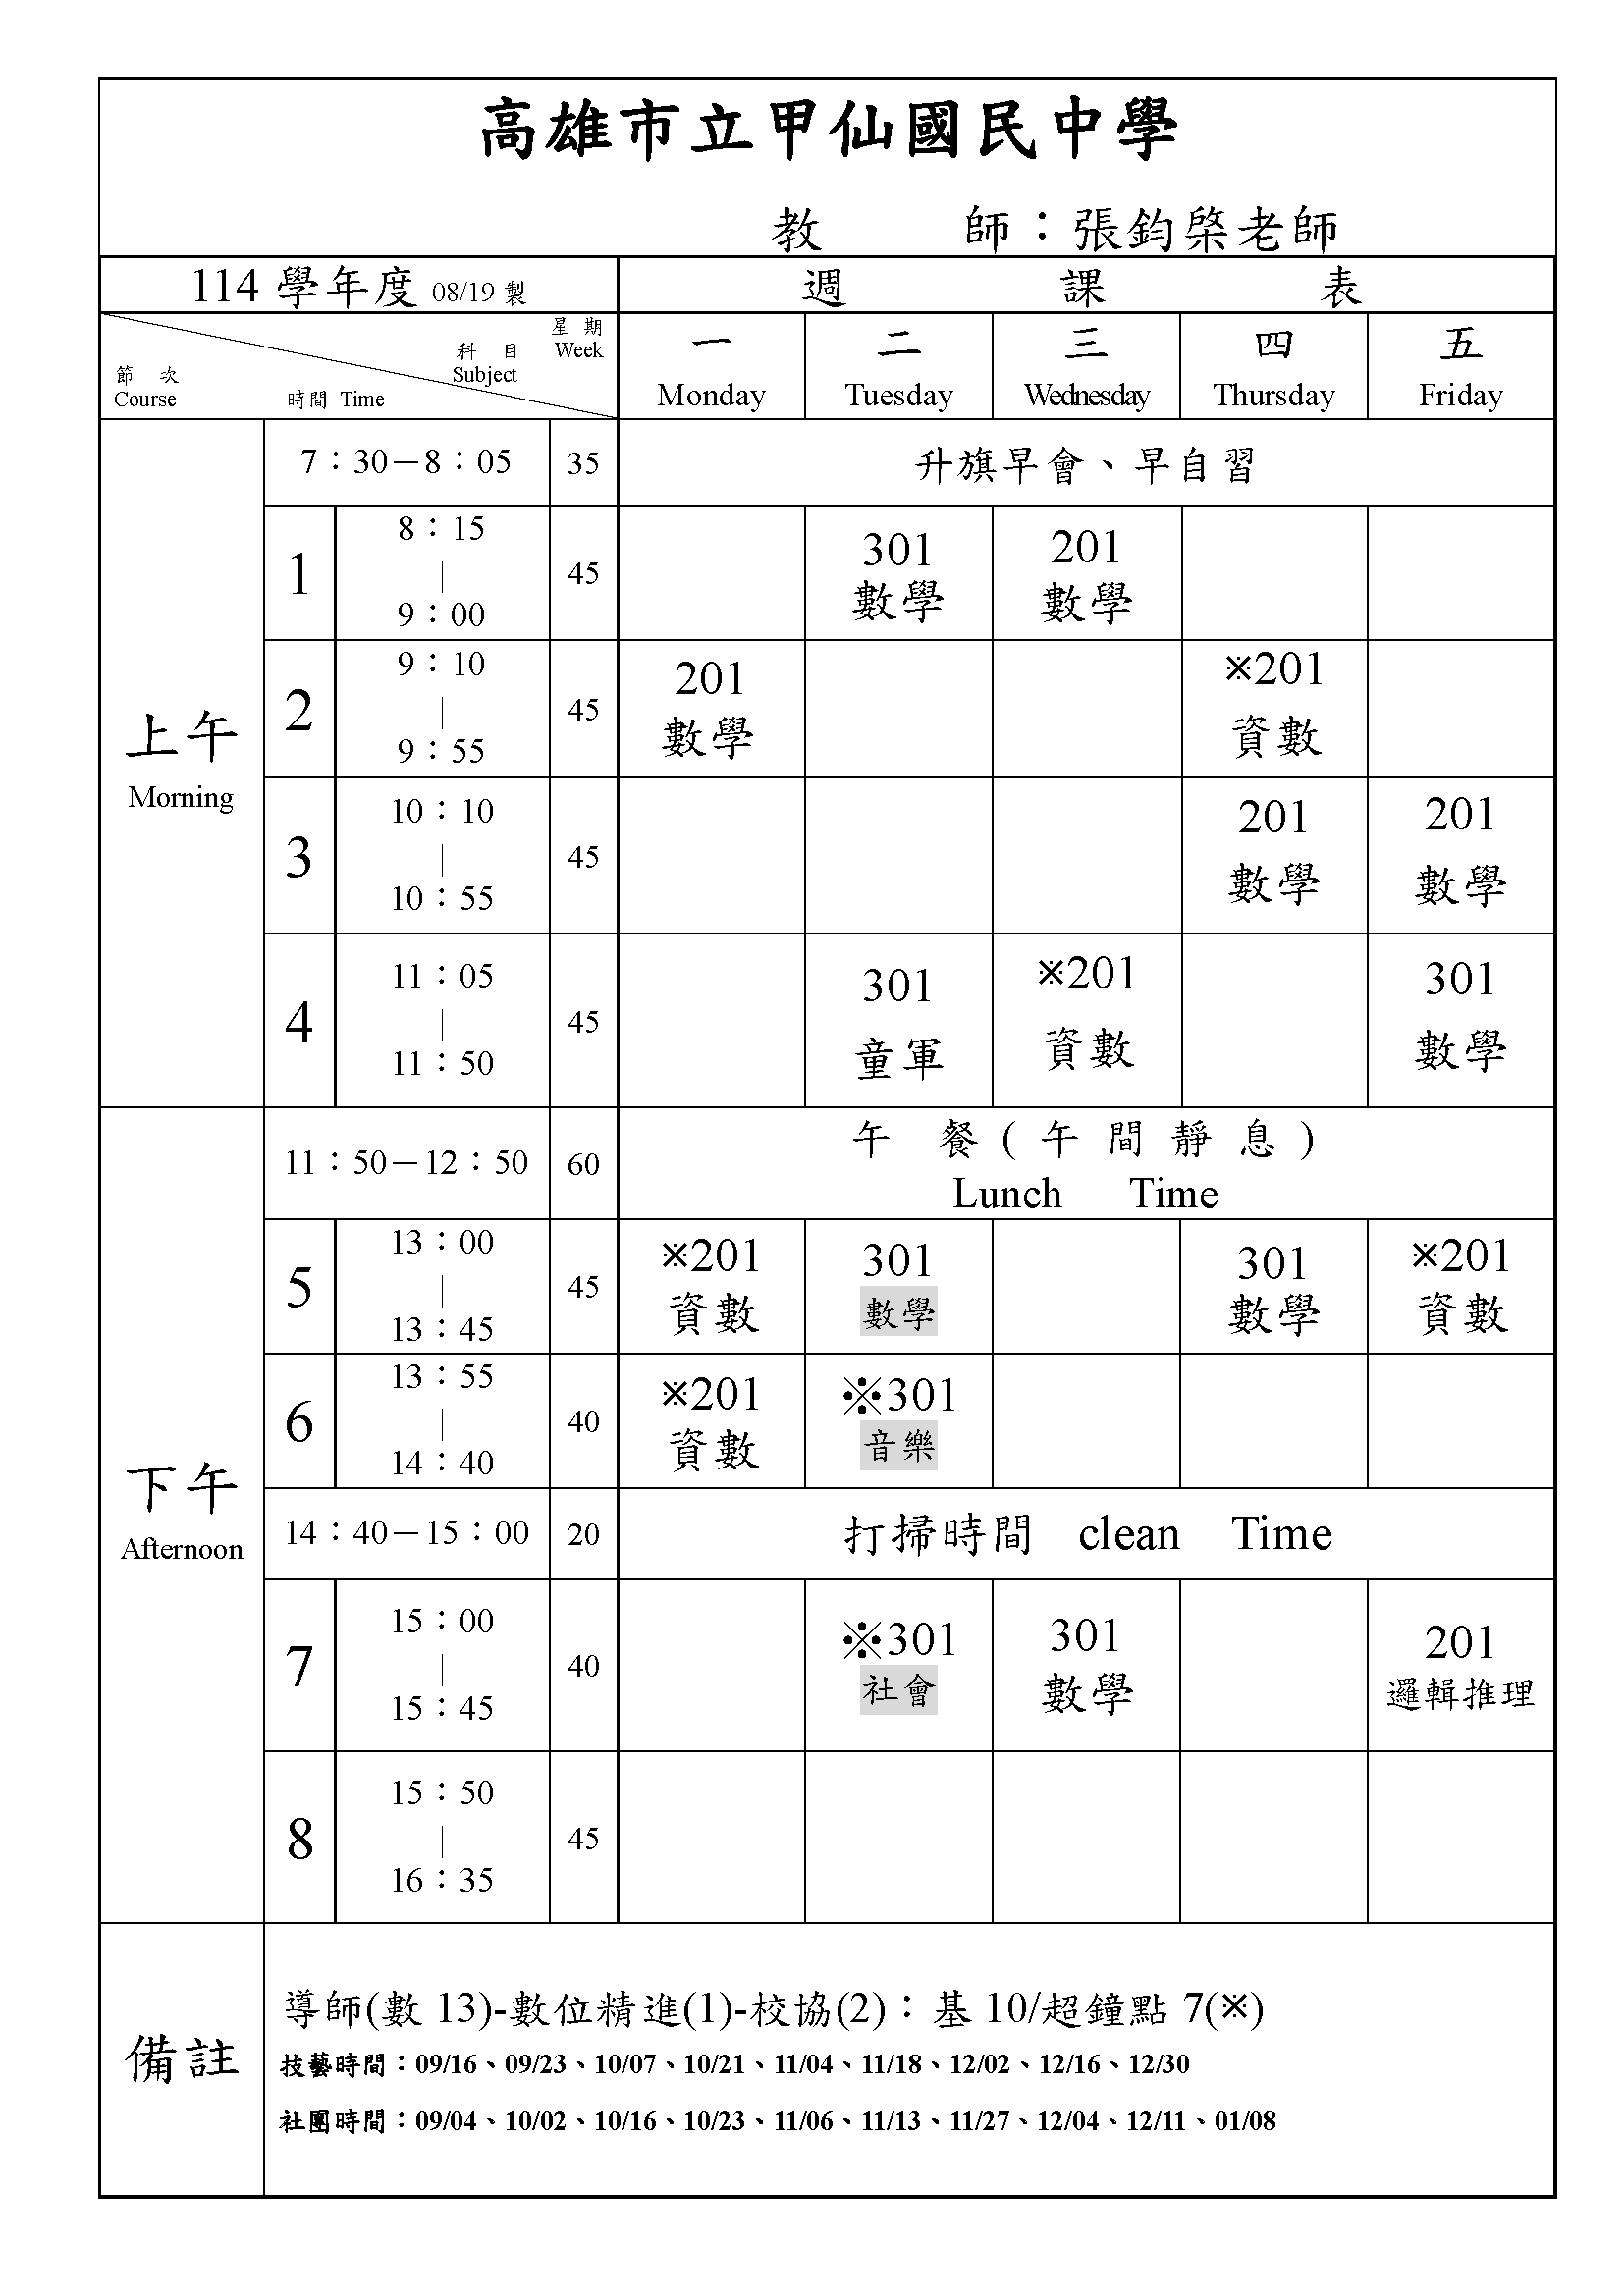 高雄市立甲仙國民中學
教 師：張鈞棨老師
114 學年度 08/19 製
週 課 表
星 期
Week
科 目
Subject
節 次
Course
時間 Time
一
Monday
二
Tuesday
三
Wednesday
四
Thursday
五
Friday
上午
Morning
7：30－8：05
35
升旗早會、早自習
1
8：15
｜
9：00
45
301
數學
201
數學
2
9：10
｜
9：55
45
201
數學
※201
資數
3
10：10
｜
10：55
45
201
數學
201
數學
4
11：05
｜
11：50
45
301
童軍
※201
資數
301
數學
下午
Afternoon
11：50－12：50
60
午 餐 ( 午 間 靜 息 )
Lunch Time
5
13：00
｜
13：45
45
※201
資數
301
數學
301
數學
※201
資數
6
13：55
｜
14：40
40
※201
資數
※301
音樂
14：40－15：00
20
打掃時間 clean Time
7
15：00
｜
15：45
40
※301
社會
301
數學
201
邏輯推理
8
15：50
｜
16：35
45
備註
導師(數 13)-數位精進(1)-校協(2)：基 10/超鐘點 7(※)
技藝時間：09/16、09/23、10/07、10/21、11/04、11/18、12/02、12/16、12/30
社團時間：09/04、10/02、10/16、10/23、11/06、11/13、11/27、12/04、12/11、01/08